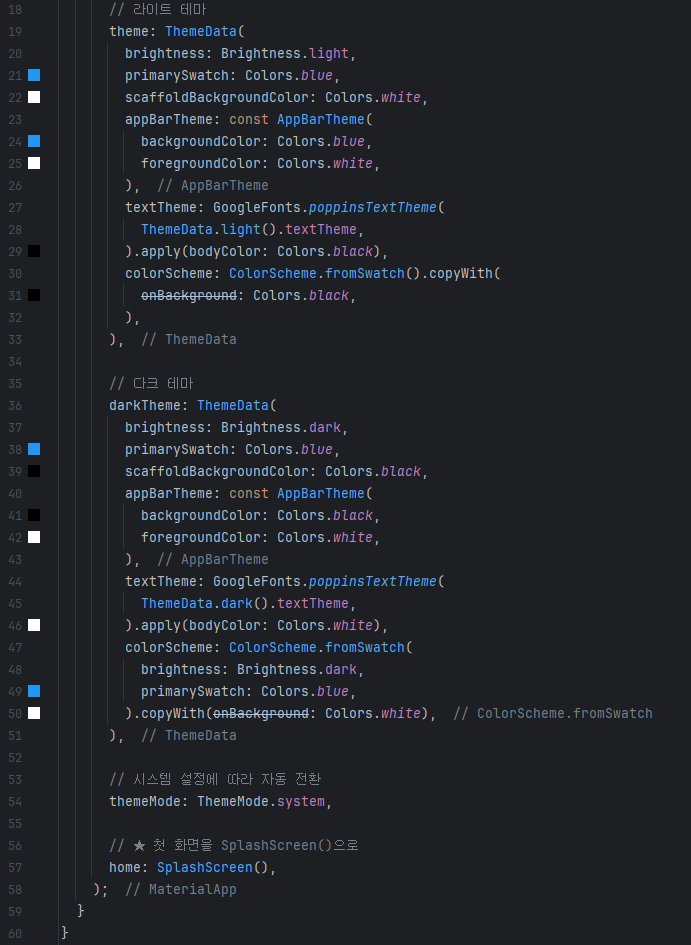 18 // 라이트 테마
19 theme: ThemeData(
20 brightness: Brightness.light,
21 primarySwatch: Colors.blue,
22 scaffoldBackgroundColor: Colors.white,
23 appBarTheme: const AppBarTheme(
24 backgroundColor: Colors.blue,
25 foregroundColor: Colors.white,
26 ), // AppBarTheme
27 textTheme: GoogleFonts.poppinsTextTheme(
28 ThemeData.light().textTheme,
29 ).apply(bodyColor: Colors.black),
30 colorScheme: ColorScheme.fromSwatch().copyWith(
31 onBackground: Colors.black,
32 ),
33 ), // ThemeData
34
35 // 다크 테마
36 darkTheme: ThemeData(
37 brightness: Brightness.dark,
38 primarySwatch: Colors.blue,
39 scaffoldBackgroundColor: Colors.black,
40 appBarTheme: const AppBarTheme(
41 backgroundColor: Colors.black,
42 foregroundColor: Colors.white,
43 ), // AppBarTheme
44 textTheme: GoogleFonts.poppinsTextTheme(
45 ThemeData.dark().textTheme,
46 ).apply(bodyColor: Colors.white),
47 colorScheme: ColorScheme.fromSwatch(
48 brightness: Brightness.dark,
49 primarySwatch: Colors.blue,
50 ).copyWith(onBackground: Colors.white), // ColorScheme.fromSwatch
51 ), // ThemeData
52
53 // 시스템 설정에 따라 자동 전환
54 themeMode: ThemeMode.system,
55
56 // ★ 첫 화면을 SplashScreen()으로
57 home: SplashScreen(),
58 ); // MaterialApp
59 }
60 }